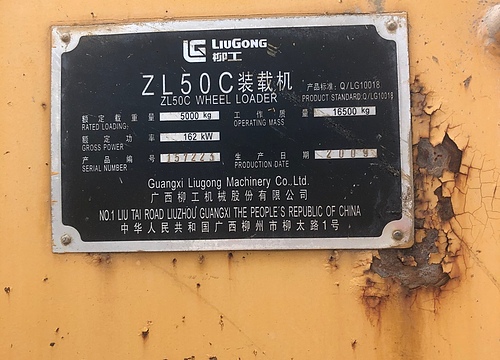 LIUGONG
柳工
ZL50C装载机
产品标准: Q/LG10018
ZL50C WHEEL LOADER
PRODUCT STANDARD: Q/LG10018
额定载重量 5000 kg 工作质量 16500 kg
RATED LOADING: OPERATING MASS
额定功率 162 kW
GROSS POWER
产品编号 157223 生产日期 2009
SERIAL NUMBER PRODUCTION DATE
Guangxi Liugong Machinery Co.,Ltd.
广西柳工机械股份有限公司
NO.1 LIU TAI ROAD LIUZHOU GUANGXI THE PEOPLE'S REPUBLIC OF CHINA
中华人民共和国广西柳州市柳太路1号